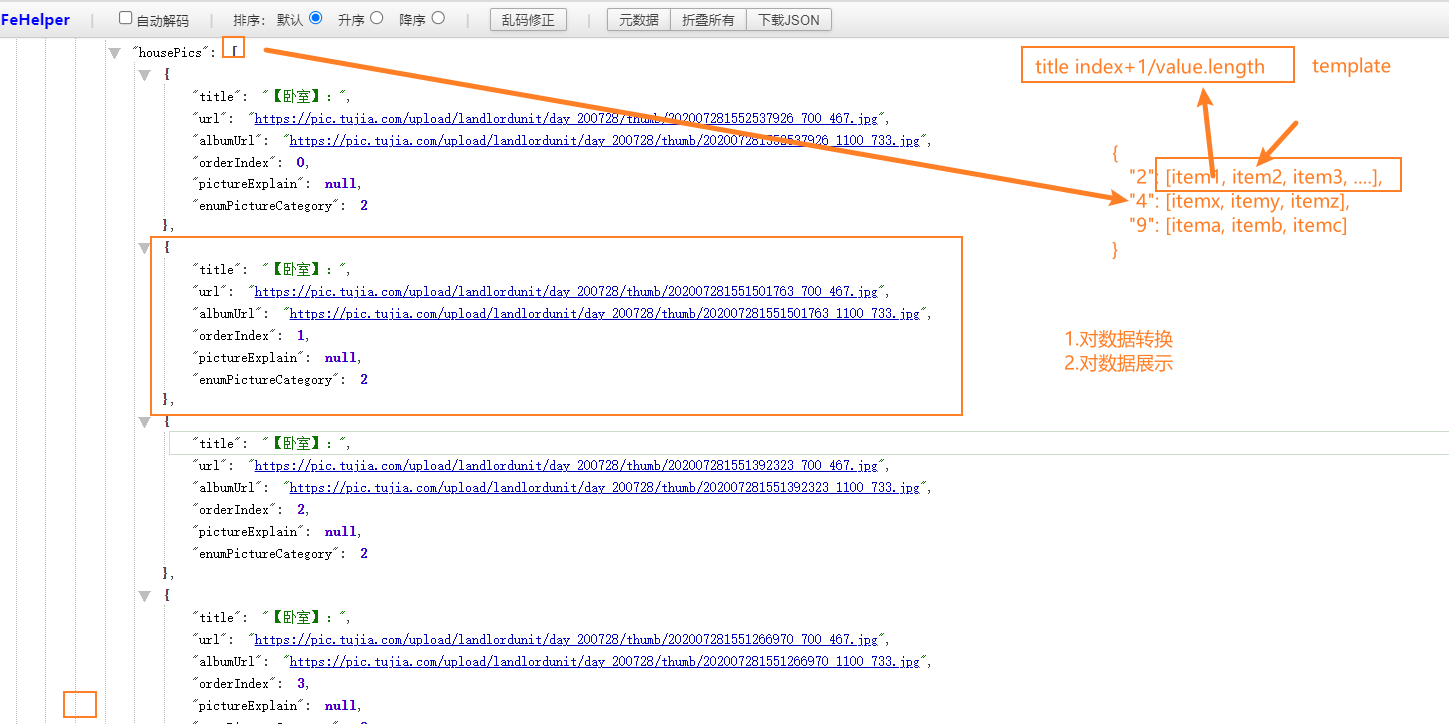 FeHelper | 自动解码 | 排序: 默认 升序 降序 | 乱码修正 | 元数据 折叠所有 下载JSON
"housePics": [
{
"title": "【卧室】：",
"url": "https://pic.tujia.com/upload/landlordunit/day_200728/thumb/202007281552537926_700_467.jpg",
"albumUrl": "https://pic.tujia.com/upload/landlordunit/day_200728/thumb/202007281552537926_1100_733.jpg",
"orderIndex": 0,
"pictureExplain": null,
"enumPictureCategory": 2
},
{
"title": "【卧室】：",
"url": "https://pic.tujia.com/upload/landlordunit/day_200728/thumb/202007281551501763_700_467.jpg",
"albumUrl": "https://pic.tujia.com/upload/landlordunit/day_200728/thumb/202007281551501763_1100_733.jpg",
"orderIndex": 1,
"pictureExplain": null,
"enumPictureCategory": 2
},
{
"title": "【卧室】：",
"url": "https://pic.tujia.com/upload/landlordunit/day_200728/thumb/202007281551392323_700_467.jpg",
"albumUrl": "https://pic.tujia.com/upload/landlordunit/day_200728/thumb/202007281551392323_1100_733.jpg",
"orderIndex": 2,
"pictureExplain": null,
"enumPictureCategory": 2
},
{
"title": "【卧室】：",
"url": "https://pic.tujia.com/upload/landlordunit/day_200728/thumb/202007281551266970_700_467.jpg",
"albumUrl": "https://pic.tujia.com/upload/landlordunit/day_200728/thumb/202007281551266970_1100_733.jpg",
"orderIndex": 3,
"pictureExplain": null,
title index+1/value.length template
{
"2": [item1, item2, item3, ....],
"4": [itemx, itemy, itemz],
"9": [itema, itemb, itemc]
}
1.对数据转换
2.对数据展示